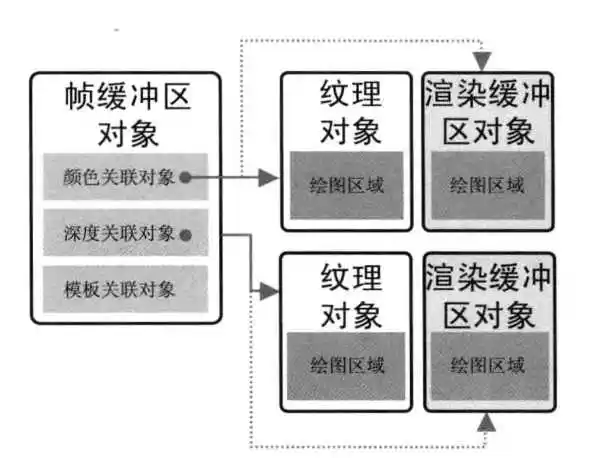 帧缓冲区
对象
颜色关联对象
深度关联对象
模板关联对象
纹理
对象
绘图区域
渲染缓冲
区对象
绘图区域
纹理
对象
绘图区域
渲染缓冲
区对象
绘图区域